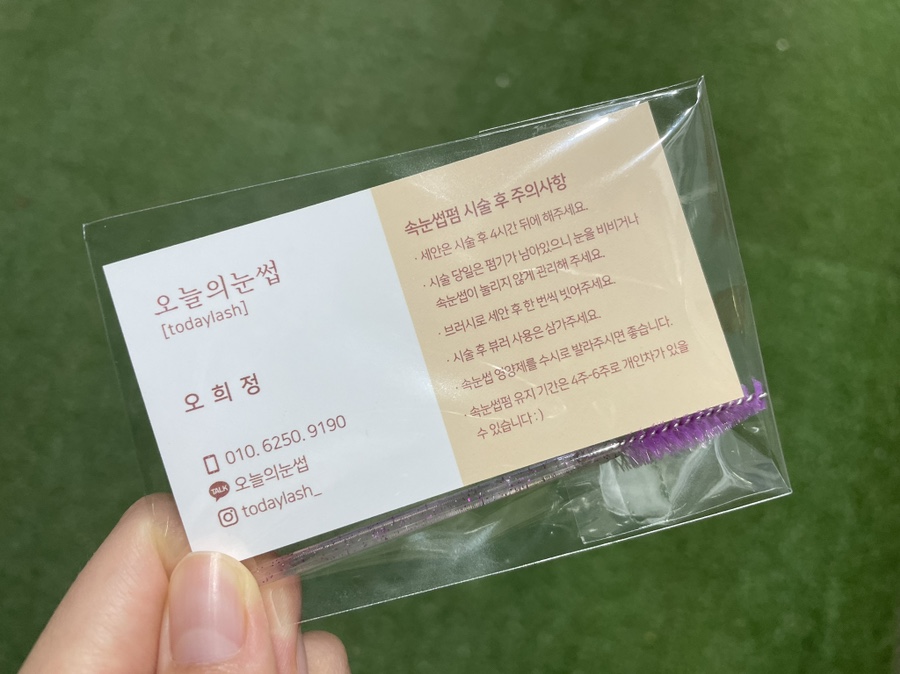 오늘의눈썹
[todaylash]
오희정
010.6250.9190
TALK 오늘의눈썹
todaylash_
속눈썹펌 시술 후 주의사항
· 세안은 시술 후 4시간 뒤에 해주세요.
· 시술 당일은 펌기가 남아있으니 눈을 비비거나
속눈썹이 눌리지 않게 관리해 주세요.
· 브러시로 세안 후 한 번씩 빗어주세요.
· 시술 후 뷰러 사용은 삼가주세요.
· 속눈썹 영양제를 수시로 발라주시면 좋습니다.
· 속눈썹펌 유지 기간은 4주-6주로 개인차가 있을
수 있습니다 : )